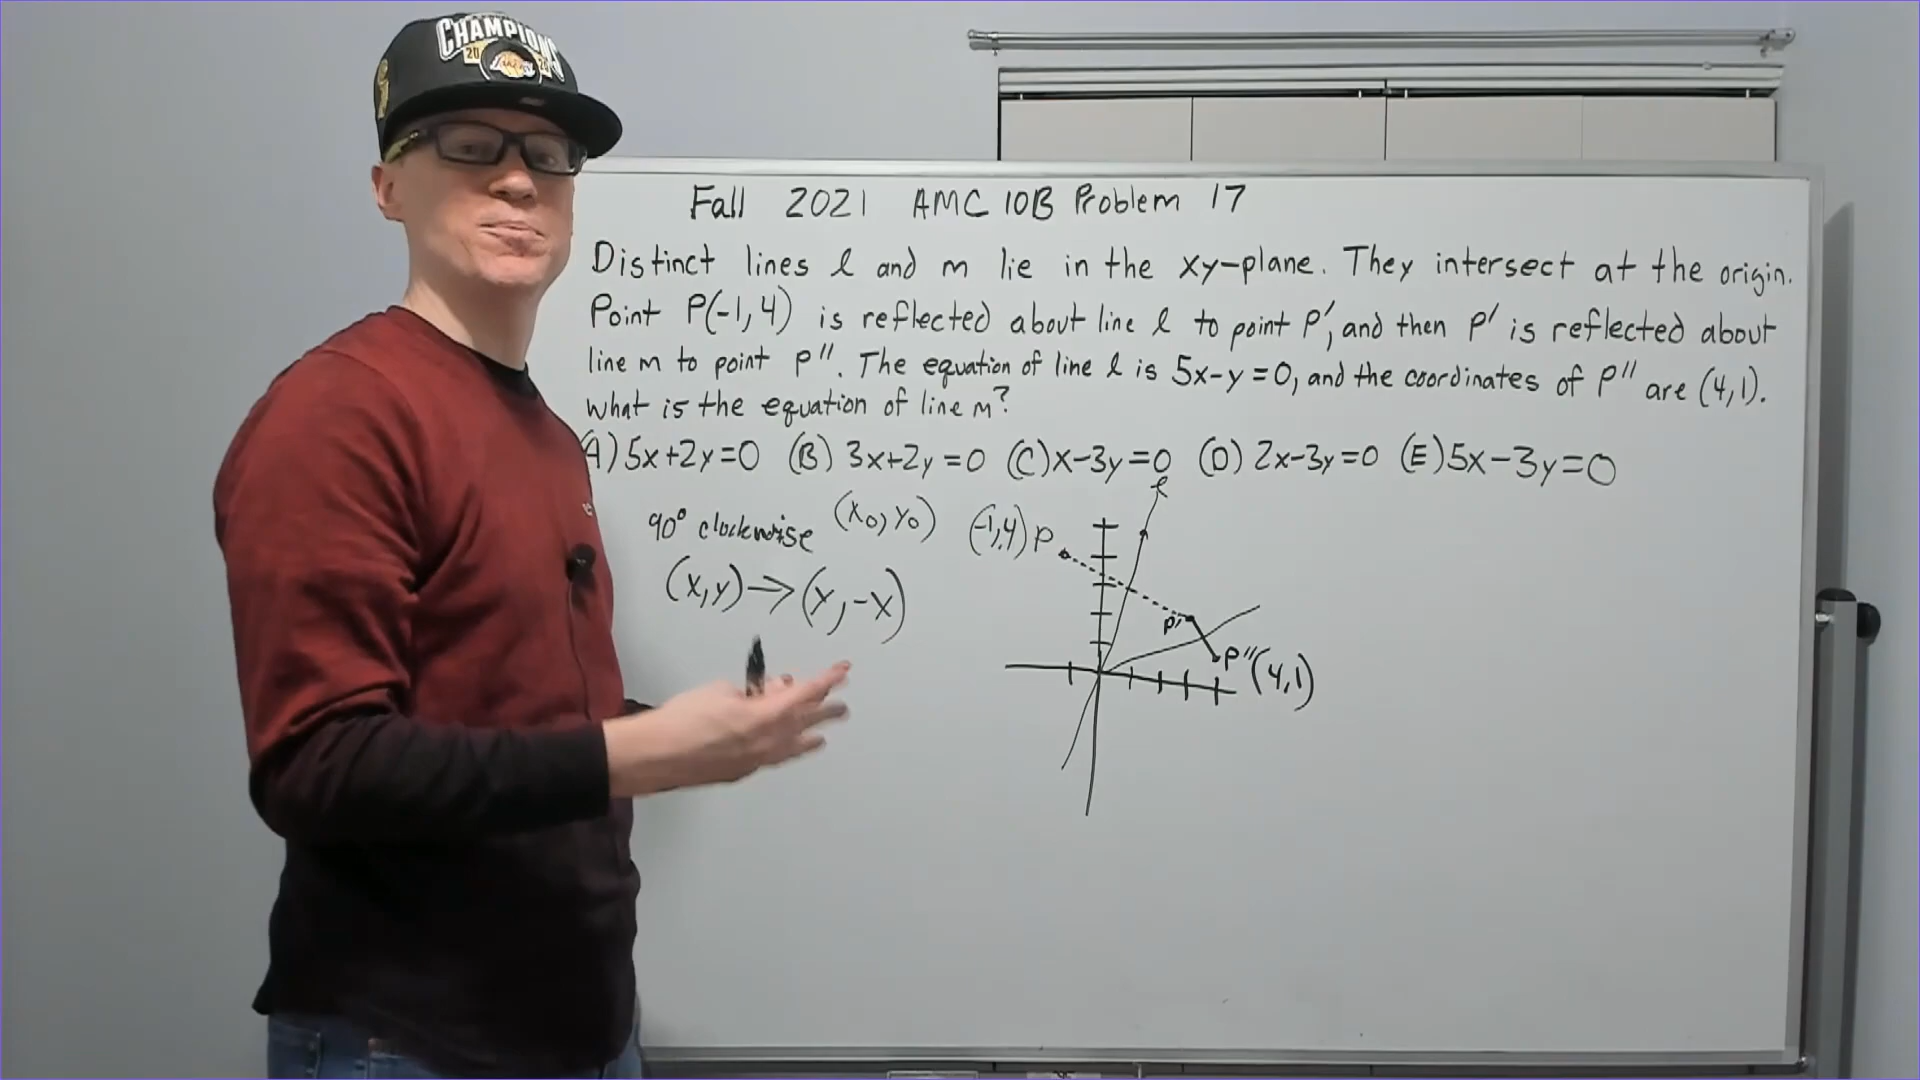 CHAMPIONS
20 Lakers 20
Fall 2021 AMC 10B Problem 17
Distinct lines l and m lie in the xy-plane. They intersect at the origin.
Point P(-1,4) is reflected about line l to point P', and then P' is reflected about
line m to point P". The equation of line l is 5x-y=0, and the coordinates of P" are (4,1).
What is the equation of line m?
(A) 5x+2y=0 (B) 3x+2y=0 (C) x-3y=0 (D) 2x-3y=0 (E) 5x-3y=0
l
90° clockwise (x₀,y₀) (-1,4) P
(x,y)→(y,-x)
P'
P"(4,1)